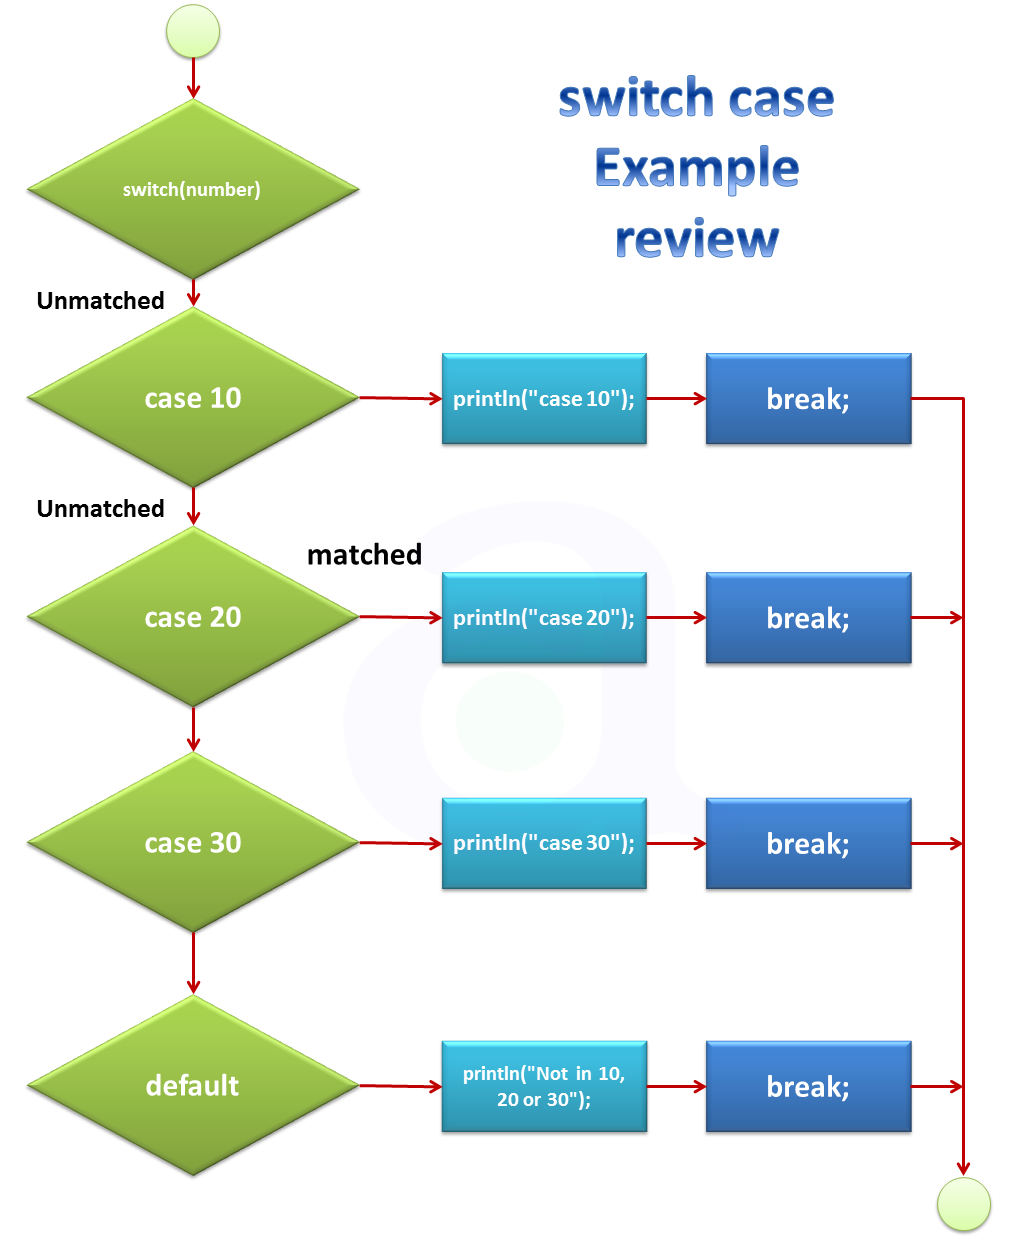 switch case
Example
review
switch(number)
Unmatched
case 10
println("case 10");
break;
Unmatched
matched
case 20
println("case 20");
break;
case 30
println("case 30");
break;
default
println("Not in 10,
20 or 30");
break;